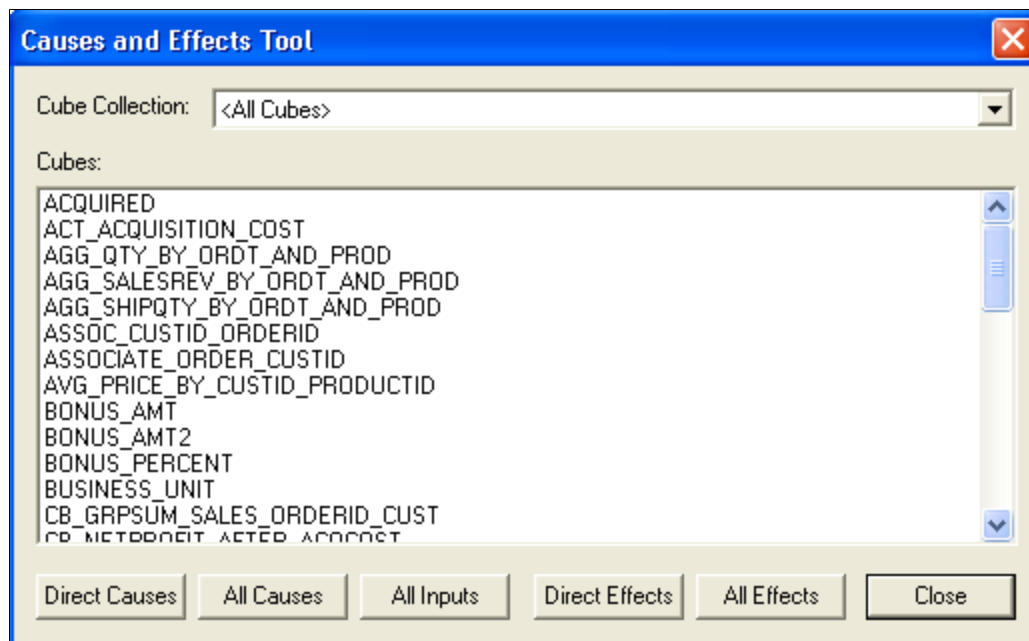 Causes and Effects Tool
Cube Collection: <All Cubes>
Cubes:
ACQUIRED
ACT_ACQUISITION_COST
AGG_QTY_BY_ORDT_AND_PROD
AGG_SALESREV_BY_ORDT_AND_PROD
AGG_SHIPQTY_BY_ORDT_AND_PROD
ASSOC_CUSTID_ORDERID
ASSOCIATE_ORDER_CUSTID
AVG_PRICE_BY_CUSTID_PRODUCTID
BONUS_AMT
BONUS_AMT2
BONUS_PERCENT
BUSINESS_UNIT
CB_GRPSUM_SALES_ORDERID_CUST
CB_NETPROFIT_AFTER_ACQCOST
Direct Causes All Causes All Inputs Direct Effects All Effects Close